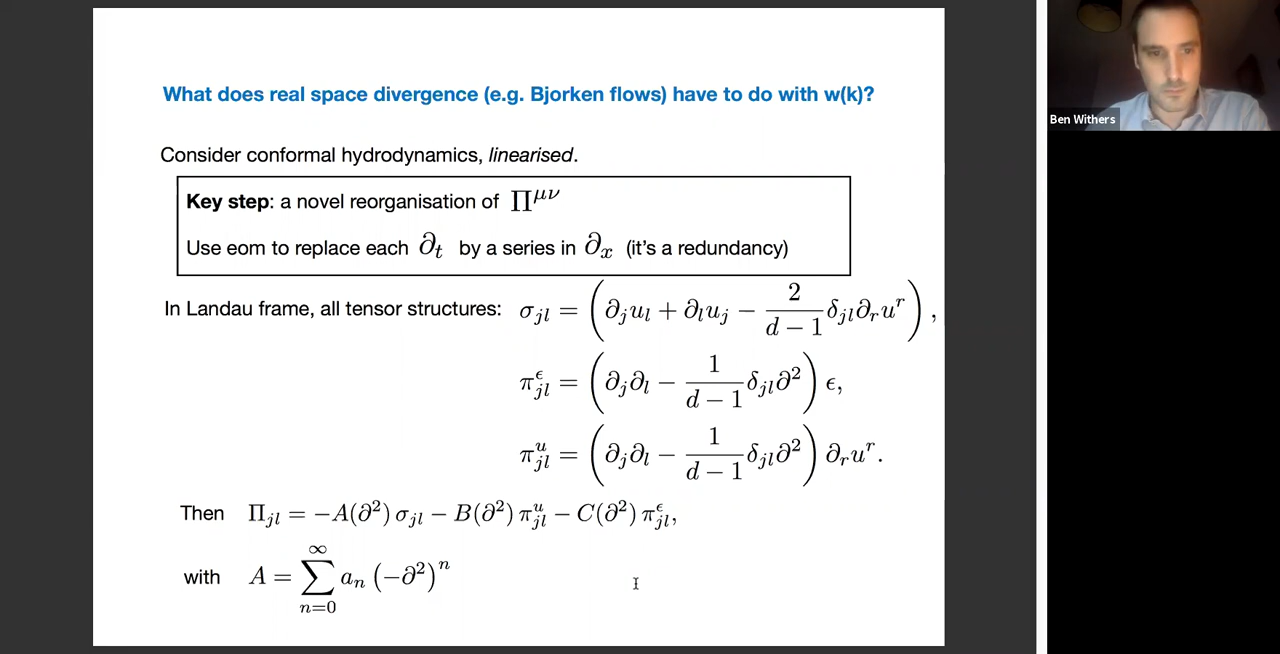 What does real space divergence (e.g. Bjorken flows) have to do with w(k)?
Ben Withers
Consider conformal hydrodynamics, linearised.
Key step: a novel reorganisation of Π^{μν}
Use eom to replace each ∂_t by a series in ∂_x (it's a redundancy)
In Landau frame, all tensor structures: σ_{jl} = (∂_j u_l + ∂_l u_j − \frac{2}{d − 1} δ_{jl} ∂_r u^r),
π^ϵ_{jl} = (∂_j ∂_l − \frac{1}{d − 1} δ_{jl} ∂^2) ϵ,
π^u_{jl} = (∂_j ∂_l − \frac{1}{d − 1} δ_{jl} ∂^2) ∂_r u^r.
Then Π_{jl} = −A(∂^2) σ_{jl} − B(∂^2) π^u_{jl} − C(∂^2) π^ϵ_{jl},
with A = \sum_{n=0}^{∞} a_n (−∂^2)^n